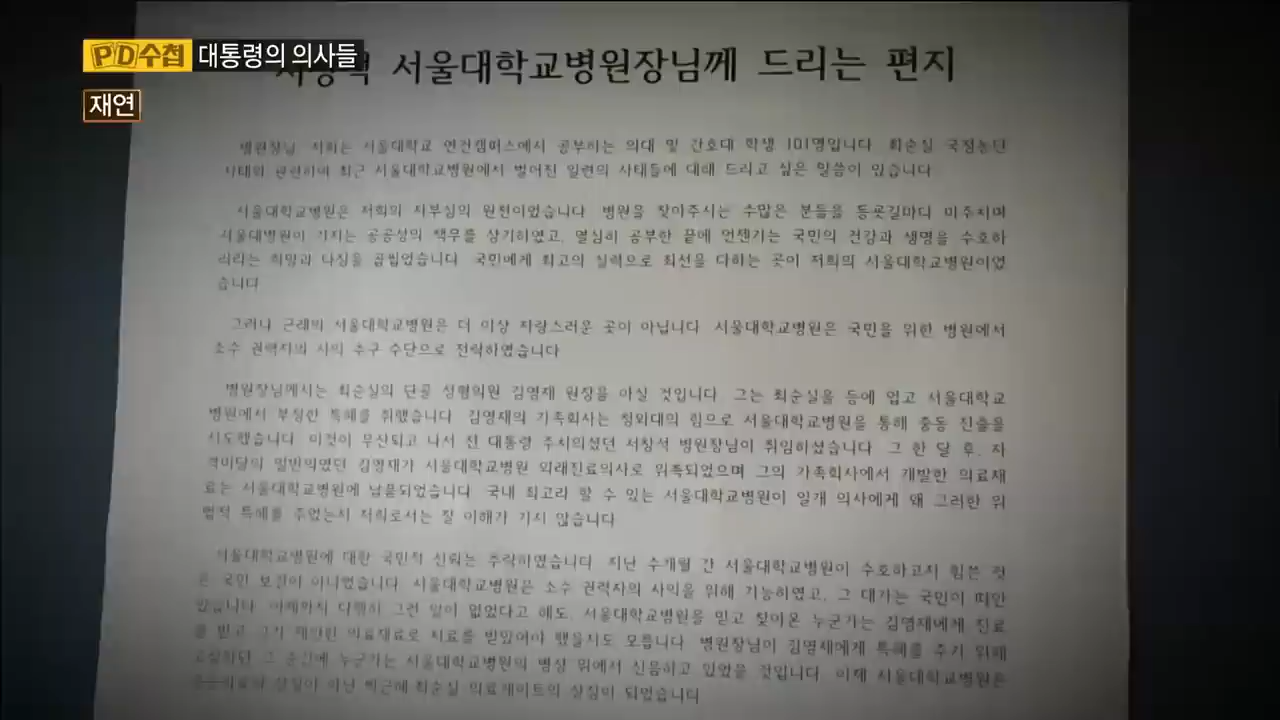 PD수첩 대통령의 의사들
재연
서울대학교병원장님께 드리는 편지
병원장님 저희는 서울대학교 연건캠퍼스에서 공부하는 의대 및 간호대 학생 101명입니다. 최순실 국정농단
사태와 관련하여 최근 서울대학교병원에서 벌어진 일련의 사태들에 대해 드리고 싶은 말씀이 있습니다
서울대학교병원은 저희의 자부심의 원천이었습니다. 병원을 찾아주시는 수많은 분들을 등굣길마다 마주치며
서울대병원이 가지는 공공성의 책무를 상기하였고, 열심히 공부한 끝에 언젠가는 국민의 건강과 생명을 수호하
리라는 희망과 다짐을 곱씹었습니다. 국민에게 최고의 실력으로 최선을 다하는 곳이 저희의 서울대학교병원이었
습니다
그러나 근래의 서울대학교병원은 더 이상 자랑스러운 곳이 아닙니다. 서울대학교병원은 국민을 위한 병원에서
소수 권력자의 사익 추구 수단으로 전락하였습니다
병원장님께서는 최순실의 단골 성형의원 김영재 원장을 아실 것입니다. 그는 최순실을 등에 업고 서울대학교
병원에서 부정한 특혜를 취했습니다. 김영재의 가족회사는 청와대의 힘으로 서울대학교병원을 통해 중동 진출을
시도했습니다. 이것이 무산되고 나서 전 대통령 주치의셨던 서창석 병원장님이 취임하셨습니다. 그 한 달 후, 자
격미달의 일반의였던 김영재가 서울대학교병원 외래진료의사로 위촉되었으며 그의 가족회사에서 개발한 의료재
료는 서울대학교병원에 납품되었습니다. 국내 최고라 할 수 있는 서울대학교병원이 일개 의사에게 왜 그러한 위
법적 특혜를 주었는지 저희로서는 잘 이해가 가지 않습니다
서울대학교병원에 대한 국민적 신뢰는 추락하였습니다. 지난 수개월 간 서울대학교병원이 수호하고자 힘쓴 것
은 국민 보건이 아니었습니다. 서울대학교병원은 소수 권력자의 사익을 위해 기능하였고, 그 대가는 국민이 떠안
았습니다. 이제까지 다행히 그런 일이 없었다고 해도, 서울대학교병원을 믿고 찾아온 누군가는 김영재에게 진료
를 받고 그가 개발한 의료재료로 치료를 받았어야 했을지도 모릅니다. 병원장님이 김영재에게 특혜를 주기 위해
그 순간에 누군가는 서울대학교병원의 병상 위에서 신음하고 있었을 것입니다. 이제 서울대학교병원은
상징이 아닌 박근혜 최순실 의료게이트의 상징이 되었습니다